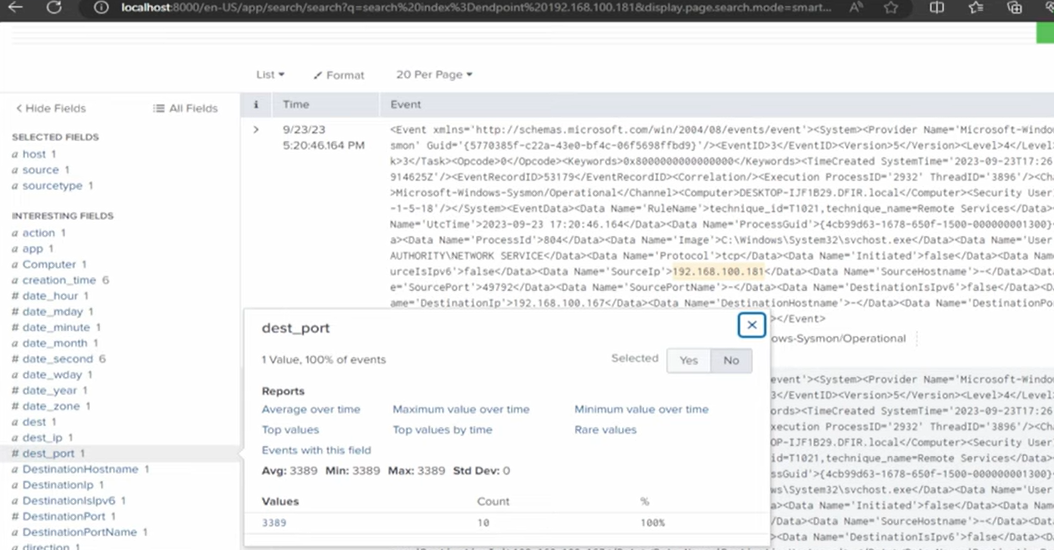 localhost:8000/en-US/app/search/search?q=search%20index%3Dendpoint%20192.168.100.181&display.page.search.mode=smart...
List
Format
20 Per Page
Hide Fields
All Fields
i
Time
Event
SELECTED FIELDS
a host 1
a source 1
a sourcetype 1
INTERESTING FIELDS
a action 1
a app 1
a Computer 1
a creation_time 6
# date_hour 1
# date_mday 1
# date_minute 1
a date_month 1
# date_second 6
a date_wday 1
# date_year 1
# date_zone 1
a dest 1
a dest_ip 1
# dest_port 1
a DestinationHostname 1
a DestinationIp 1
a DestinationIsIpv6 1
# DestinationPort 1
a DestinationPortName 1
a direction 1
9/23/23
5:20:46.164 PM
<Event xmlns='http://schemas.microsoft.com/win/2004/08/events/event'><System><Provider Name='Microsoft-Windo
smon' Guid='{5770385f-c22a-43e0-bf4c-06f5698ffbd9}'/><EventID>3</EventID><Version>5</Version><Level>4</Level
k>3</Task><Opcode>0</Opcode><Keywords>0x8000000000000000</Keywords><TimeCreated SystemTime='2023-09-23T17:26
914625Z'/><EventRecordID>53179</EventRecordID><Correlation/><Execution ProcessID='2932' ThreadID='3896'/><Ch
>Microsoft-Windows-Sysmon/Operational</Channel><Computer>DESKTOP-IJF1B29.DFIR.local</Computer><Security User
-1-5-18'/></System><EventData><Data Name='RuleName'>technique_id=T1021,technique_name=Remote Services</Data>
Name='UtcTime'>2023-09-23 17:20:46.164</Data><Data Name='ProcessGuid'>{4cb99d63-1678-650f-1500-000000001300}
a><Data Name='ProcessId'>804</Data><Data Name='Image'>C:\Windows\System32\svchost.exe</Data><Data Name='User
AUTHORITY\NETWORK SERVICE</Data><Data Name='Protocol'>tcp</Data><Data Name='Initiated'>false</Data><Data Nam
urceIsIpv6'>false</Data><Data Name='SourceIp'>192.168.100.181</Data><Data Name='SourceHostname'>-</Data><Dat
e='SourcePort'>49792</Data><Data Name='SourcePortName'>-</Data><Data Name='DestinationIsIpv6'>false</Data><D
ame='DestinationIp'>192.168.100.167</Data><Data Name='DestinationHostname'>-</Data><Data Name='DestinationPo
></Event>
ows-Sysmon/Operational
dest_port
1 Value, 100% of events
Selected
Yes
No
Reports
Average over time
Maximum value over time
Minimum value over time
Top values
Top values by time
Rare values
Events with this field
Avg: 3389 Min: 3389 Max: 3389 Std Dev: 0
Values
Count
%
3389
10
100%
event'><System><Provider Name='Microsoft-Windo
3</EventID><Version>5</Version><Level>4</Level
rds><TimeCreated SystemTime='2023-09-23T17:26
xecution ProcessID='2932' ThreadID='3896'/><Ch
OP-IJF1B29.DFIR.local</Computer><Security User
id=T1021,technique_name=Remote Services</Data>
ssGuid'>{4cb99d63-1678-650f-1500-000000001300}
ws\System32\svchost.exe</Data><Data Name='User
Name='Initiated'>false</Data><Data Nam
ata><Data Name='SourceHostname'>-</Data><Dat
Name='DestinationIsIpv6'>false</Data><D